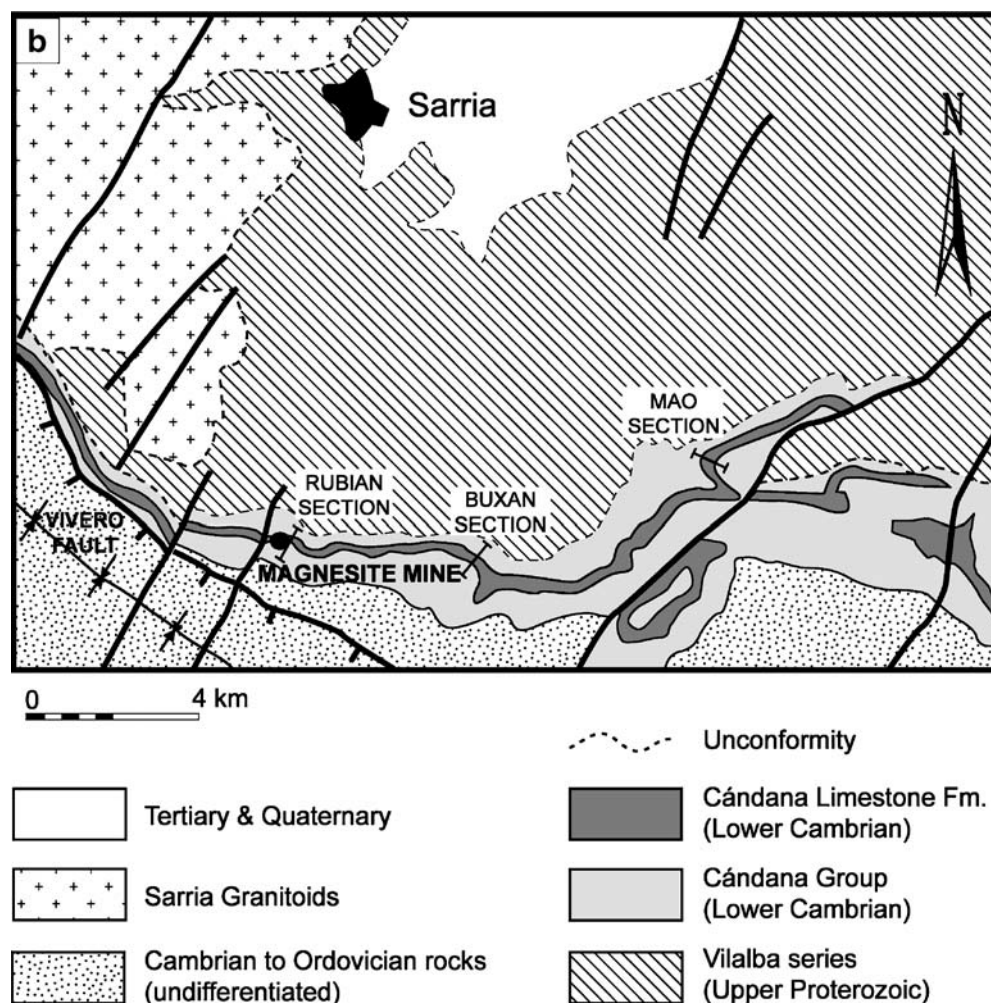 b
Sarria
N
MAO
SECTION
RUBIAN
SECTION
BUXAN
SECTION
VIVERO
FAULT
MAGNESITE MINE
0 4 km
Unconformity
Tertiary & Quaternary
Cándana Limestone Fm.
(Lower Cambrian)
Sarria Granitoids
Cándana Group
(Lower Cambrian)
Cambrian to Ordovician rocks
(undifferentiated)
Vilalba series
(Upper Proterozoic)